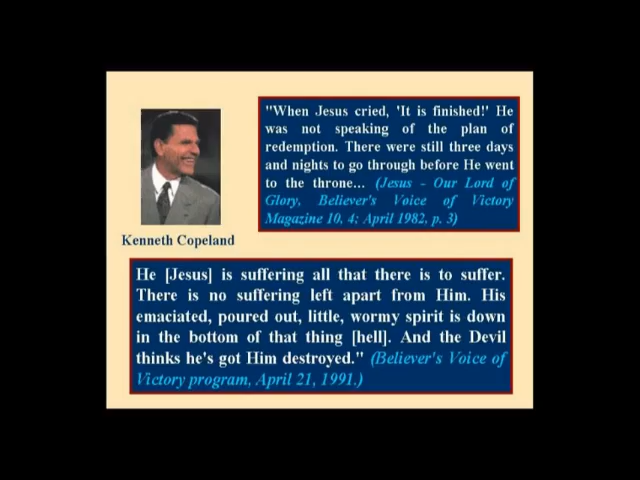 "When Jesus cried, 'It is finished!' He
was not speaking of the plan of
redemption. There were still three days
and nights to go through before He went
to the throne... (Jesus - Our Lord of
Glory, Believer's Voice of Victory
Magazine 10, 4; April 1982, p. 3)
Kenneth Copeland
He [Jesus] is suffering all that there is to suffer.
There is no suffering left apart from Him. His
emaciated, poured out, little, wormy spirit is down
in the bottom of that thing [hell]. And the Devil
thinks he's got Him destroyed." (Believer's Voice of
Victory program, April 21, 1991.)